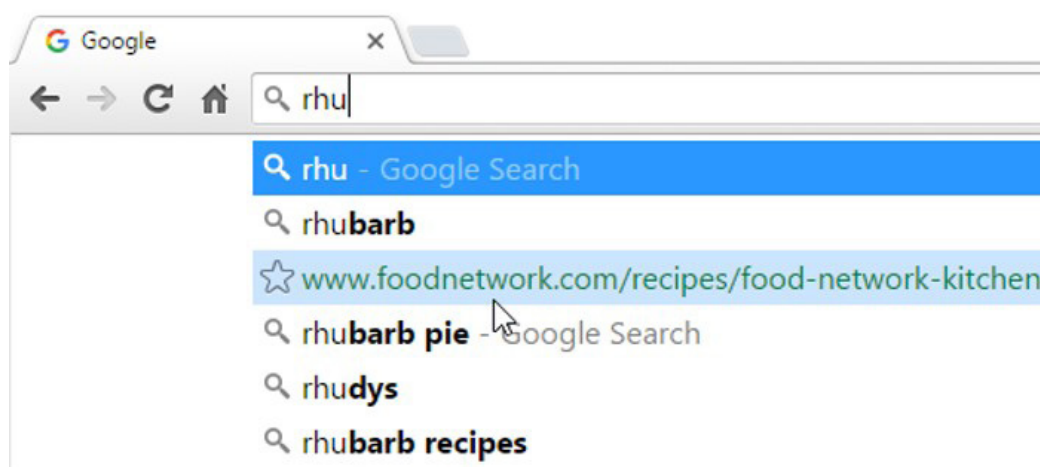 Google
rhu
rhu - Google Search
rhubarb
www.foodnetwork.com/recipes/food-network-kitchen
rhubarb pie - Google Search
rhudys
rhubarb recipes